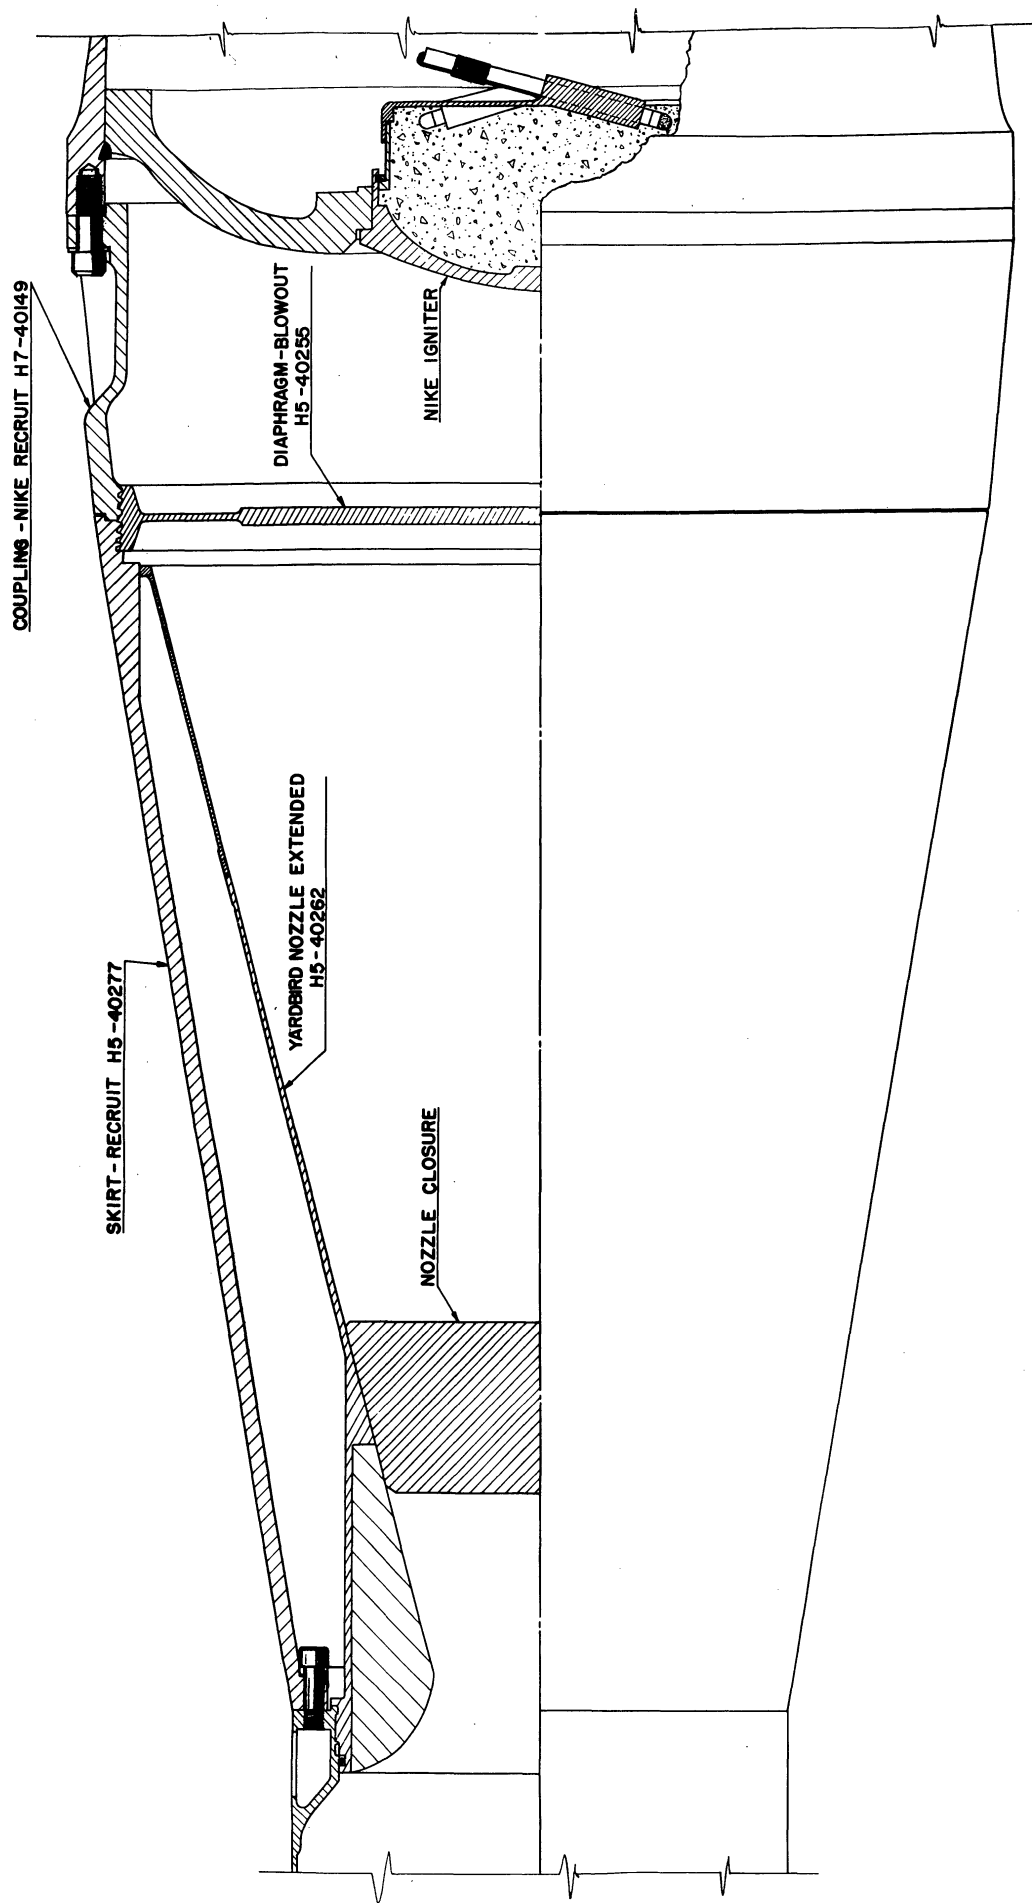 COUPLING - NIKE RECRUIT H7-40149
DIAPHRAGM-BLOWOUT
H5-40255
NIKE IGNITER
SKIRT-RECRUIT H5-40277
YARDBIRD NOZZLE EXTENDED
H5-40262
NOZZLE CLOSURE